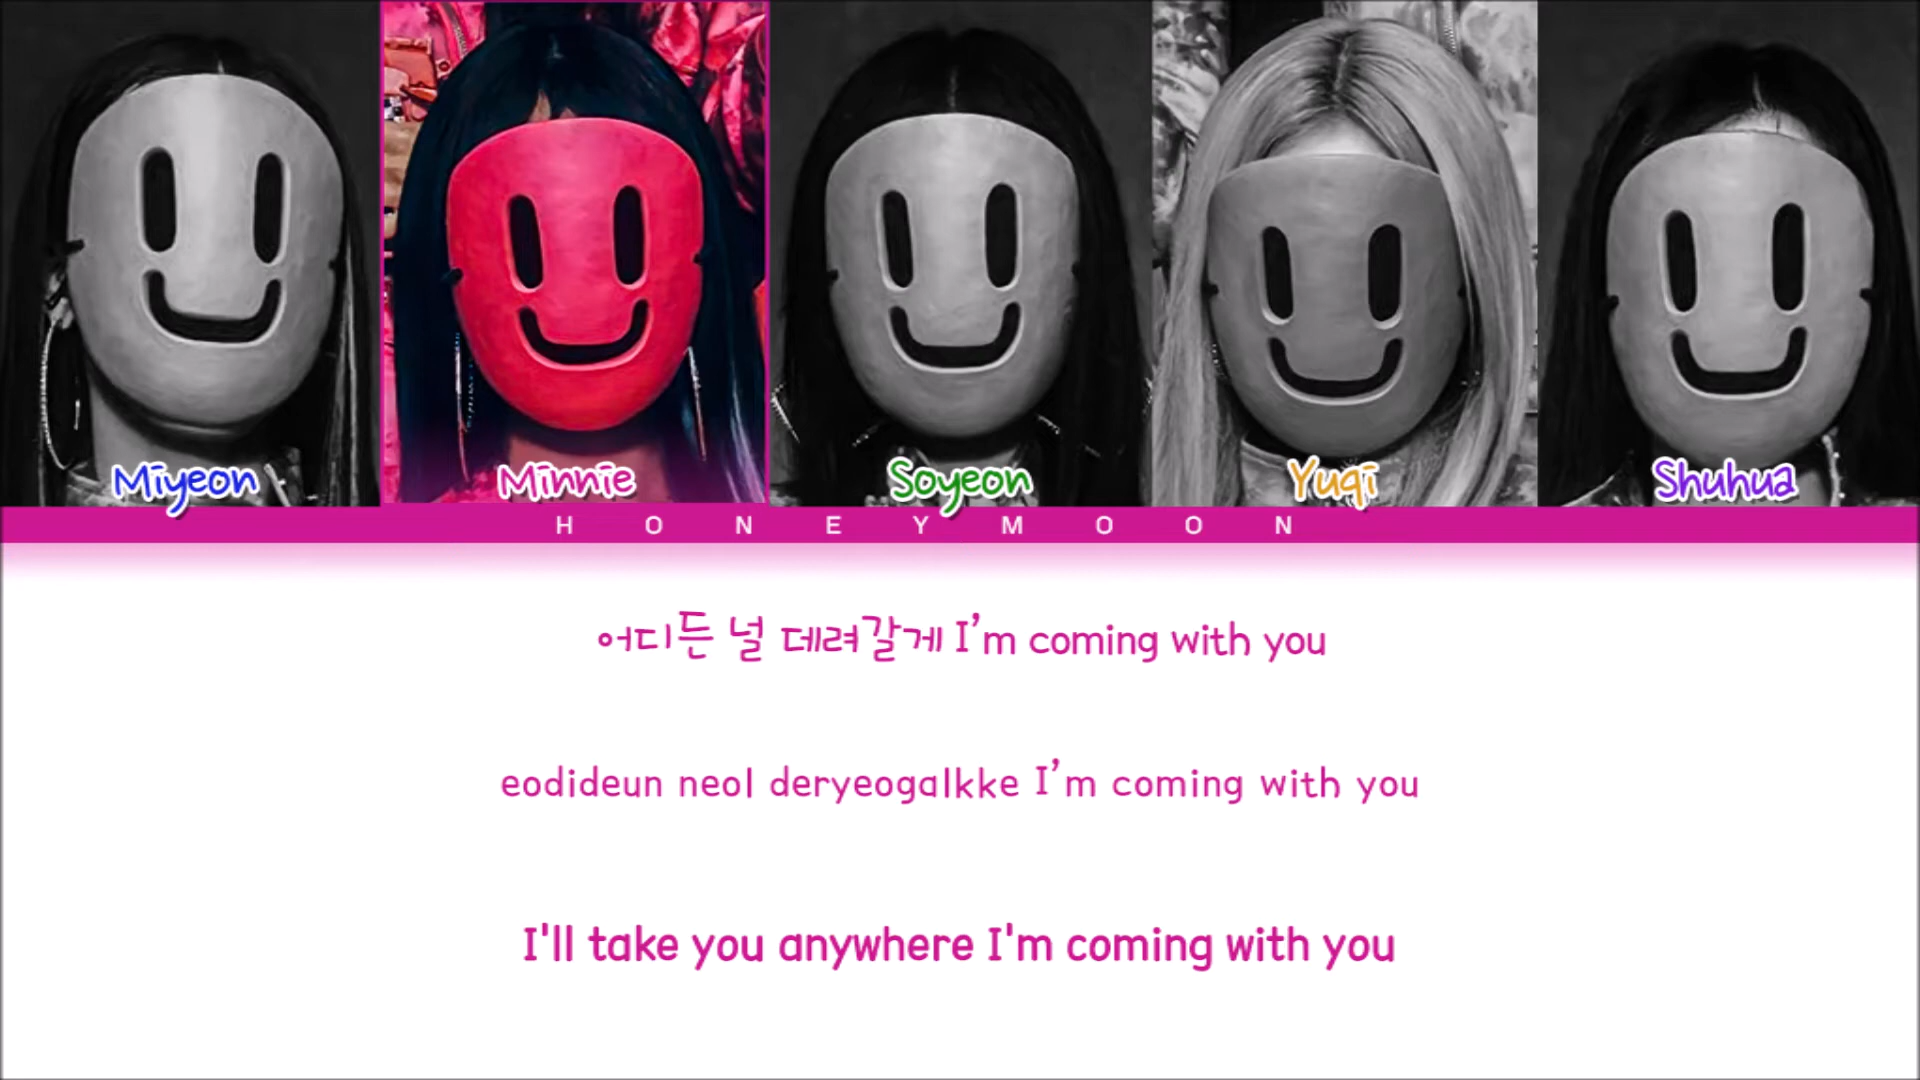 Miyeon
Minnie
Soyeon
Yuqi
Shuhua
HONEYMOON
어디든 널 데려갈게 I’m coming with you
eodideun neol deryeogalkke I’m coming with you
I'll take you anywhere I'm coming with you